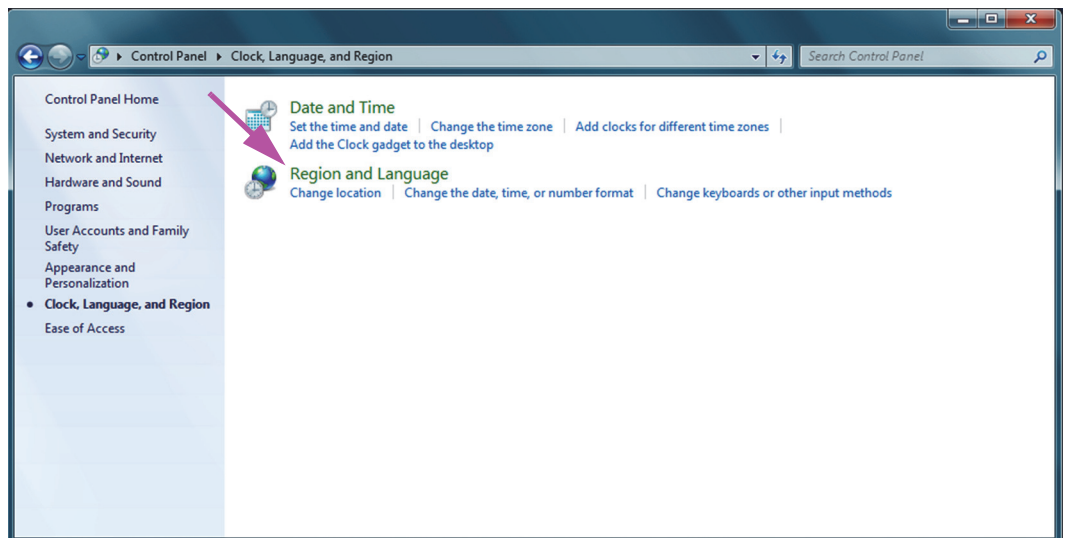 Control Panel ▸ Clock, Language, and Region
Search Control Panel
Control Panel Home
System and Security
Network and Internet
Hardware and Sound
Programs
User Accounts and Family
Safety
Appearance and
Personalization
Clock, Language, and Region
Ease of Access
Date and Time
Set the time and date | Change the time zone | Add clocks for different time zones |
Add the Clock gadget to the desktop
Region and Language
Change location | Change the date, time, or number format | Change keyboards or other input methods